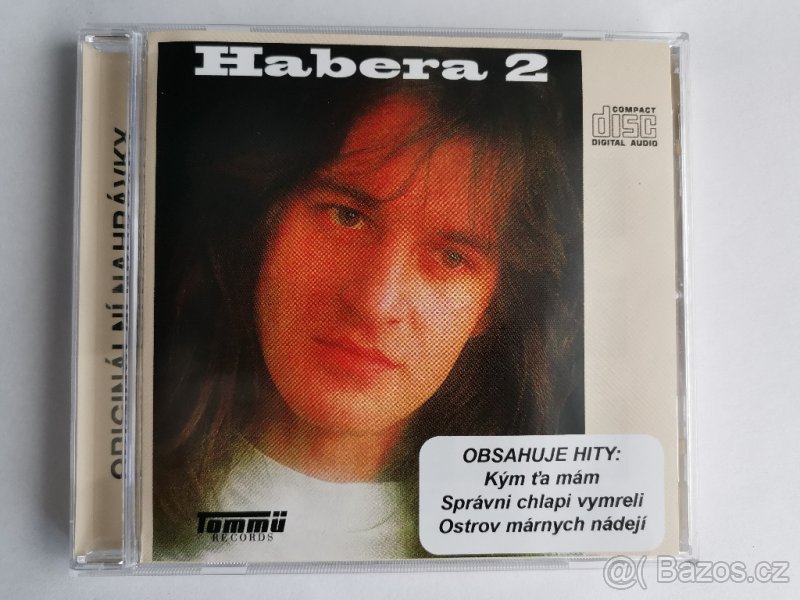 Habera 2
COMPACT
disc
DIGITAL AUDIO
ORIGINÁLNÍ NAHRÁVKY
OBSAHUJE HITY:
Kým ťa mám
Správni chlapi vymreli
Ostrov márnych nádejí
Tommü
RECORDS
@( Bazos.cz